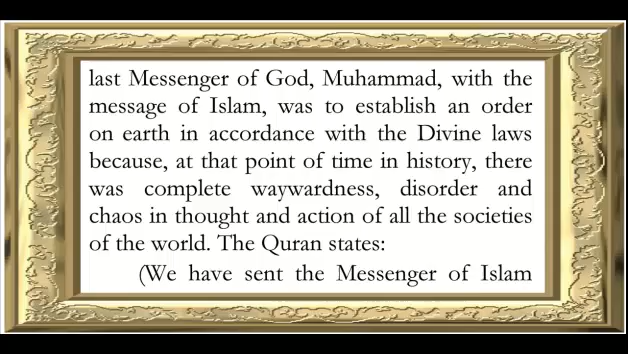 last Messenger of God, Muhammad, with the
message of Islam, was to establish an order
on earth in accordance with the Divine laws
because, at that point of time in history, there
was complete waywardness, disorder and
chaos in thought and action of all the societies
of the world. The Quran states:
(We have sent the Messenger of Islam